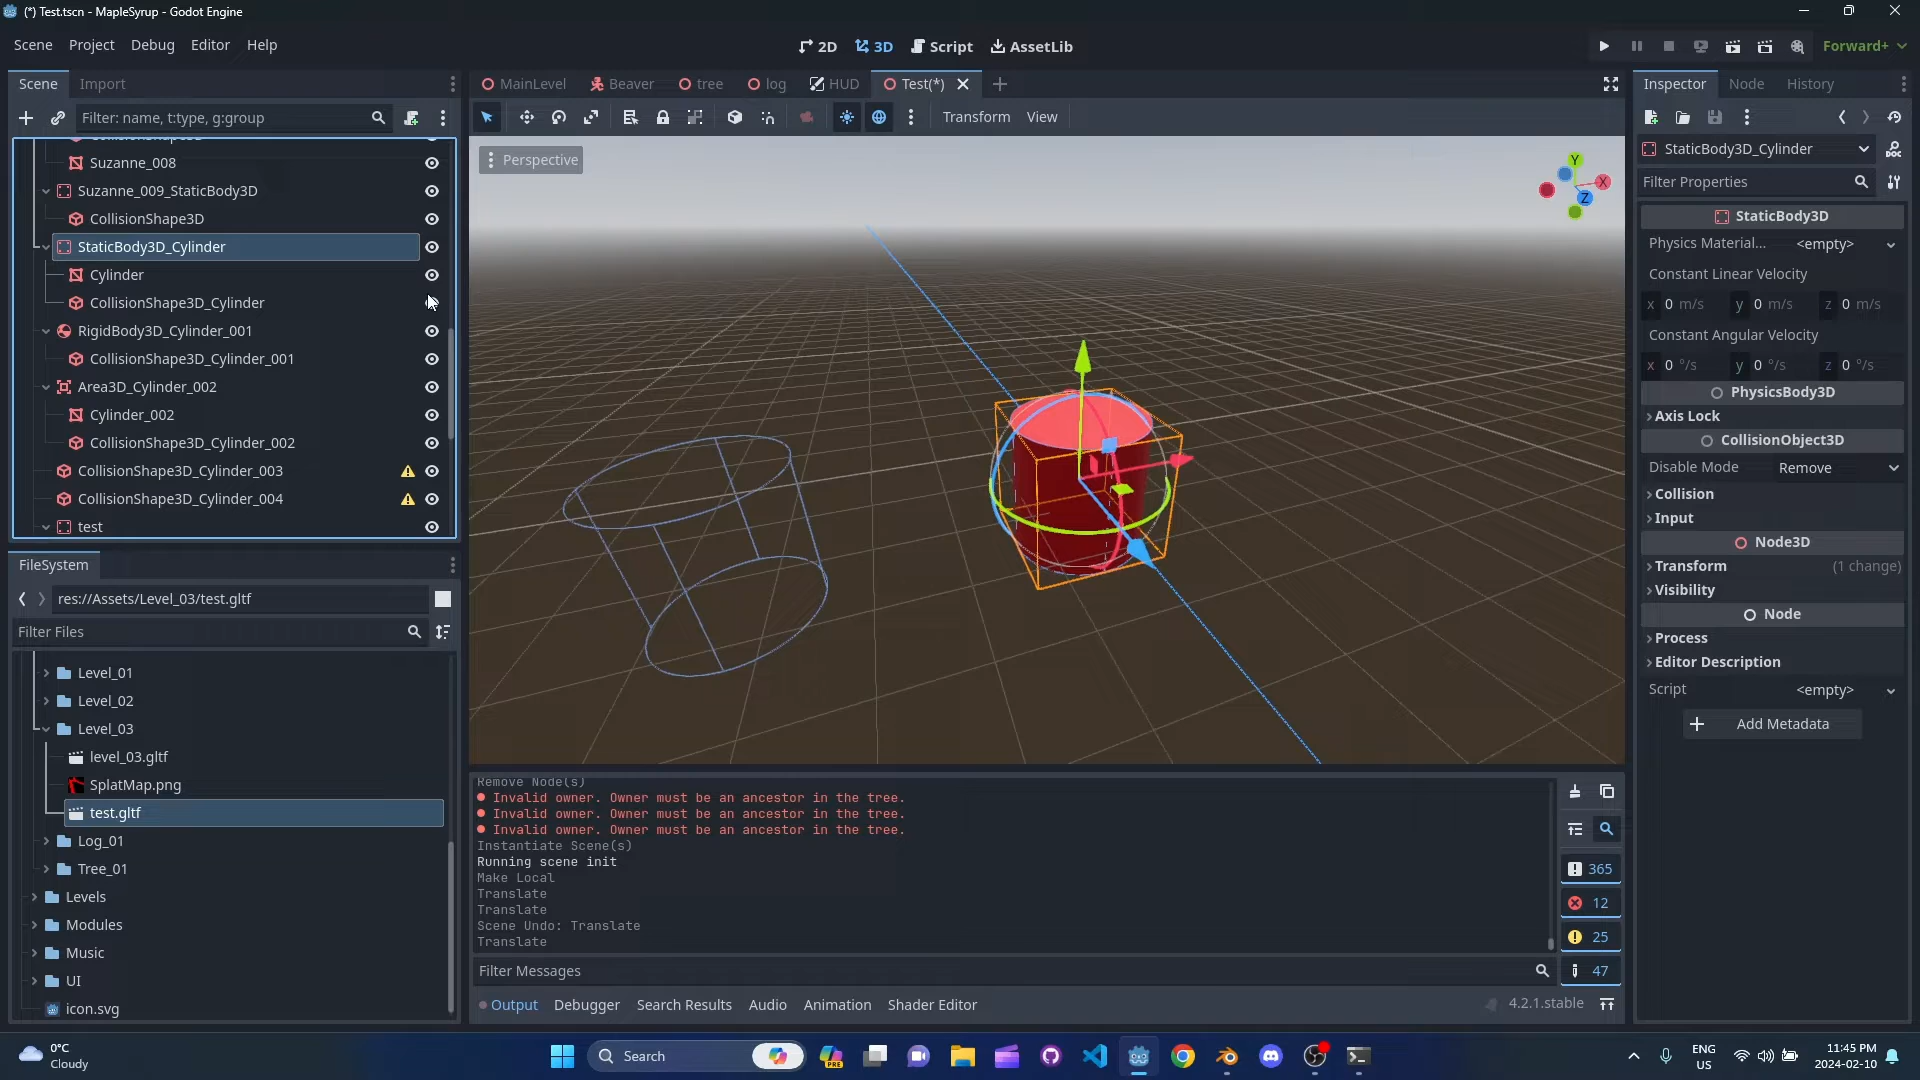 (*) Test.tscn - MapleSyrup - Godot Engine
Scene Project Debug Editor Help
2D 3D Script AssetLib
Forward+
Scene Import
MainLevel Beaver tree log HUD Test(*)
Inspector Node History
Filter: name, t:type, g:group
Transform View
Perspective
Y
X
Z
Suzanne_008
Suzanne_009_StaticBody3D
CollisionShape3D
StaticBody3D_Cylinder
Cylinder
CollisionShape3D_Cylinder
RigidBody3D_Cylinder_001
CollisionShape3D_Cylinder_001
Area3D_Cylinder_002
Cylinder_002
CollisionShape3D_Cylinder_002
CollisionShape3D_Cylinder_003
CollisionShape3D_Cylinder_004
test
FileSystem
res://Assets/Level_03/test.gltf
Filter Files
Level_01
Level_02
Level_03
level_03.gltf
SplatMap.png
test.gltf
Log_01
Tree_01
Levels
Modules
Music
UI
icon.svg
Remove Node(s)
Invalid owner. Owner must be an ancestor in the tree.
Invalid owner. Owner must be an ancestor in the tree.
Invalid owner. Owner must be an ancestor in the tree.
Instantiate Scene(s)
Running scene init
Make Local
Translate
Translate
Scene Undo: Translate
Translate
Filter Messages
365
12
25
47
Output Debugger Search Results Audio Animation Shader Editor
4.2.1.stable
StaticBody3D_Cylinder
Filter Properties
StaticBody3D
Physics Material... <empty>
Constant Linear Velocity
x 0 m/s y 0 m/s z 0 m/s
Constant Angular Velocity
x 0 °/s y 0 °/s z 0 °/s
PhysicsBody3D
Axis Lock
CollisionObject3D
Disable Mode Remove
Collision
Input
Node3D
Transform (1 change)
Visibility
Node
Process
Editor Description
Script <empty>
Add Metadata
0°C
Cloudy
Search
PRE
ENG
US
11:45 PM
2024-02-10